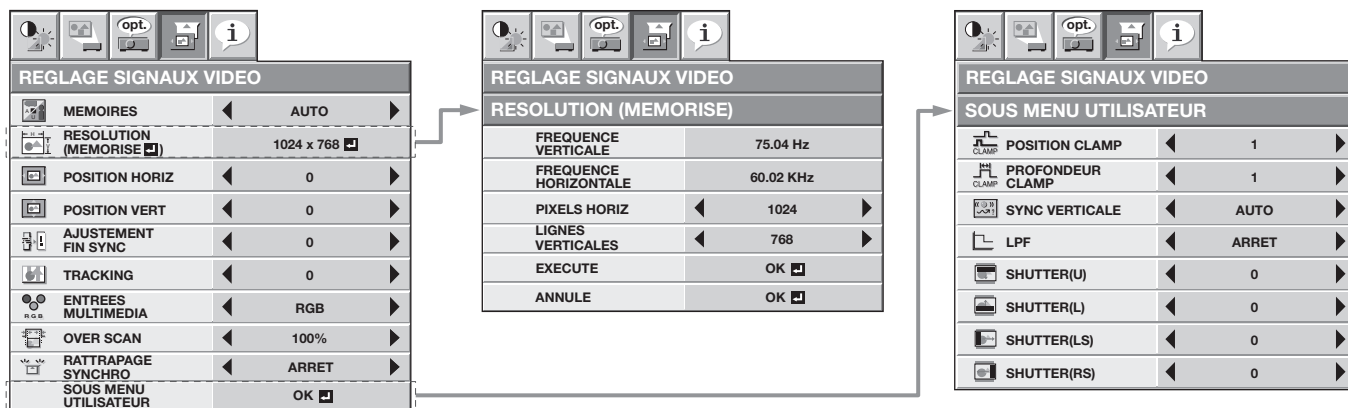 opt.
i
REGLAGE SIGNAUX VIDEO
MEMOIRES AUTO
RESOLUTION
(MEMORISE ) 1024 x 768
POSITION HORIZ 0
POSITION VERT 0
AJUSTEMENT
FIN SYNC 0
TRACKING 0
R.G.B. ENTREES
MULTIMEDIA RGB
OVER SCAN 100%
RATTRAPAGE
SYNCHRO ARRET
SOUS MENU
UTILISATEUR OK
opt.
i
REGLAGE SIGNAUX VIDEO
RESOLUTION (MEMORISE)
FREQUENCE
VERTICALE 75.04 Hz
FREQUENCE
HORIZONTALE 60.02 KHz
PIXELS HORIZ 1024
LIGNES
VERTICALES 768
EXECUTE OK
ANNULE OK
opt.
i
REGLAGE SIGNAUX VIDEO
SOUS MENU UTILISATEUR
CLAMP POSITION CLAMP 1
PROFONDEUR
CLAMP CLAMP 1
SYNC VERTICALE AUTO
LPF ARRET
SHUTTER(U) 0
SHUTTER(L) 0
SHUTTER(LS) 0
SHUTTER(RS) 0